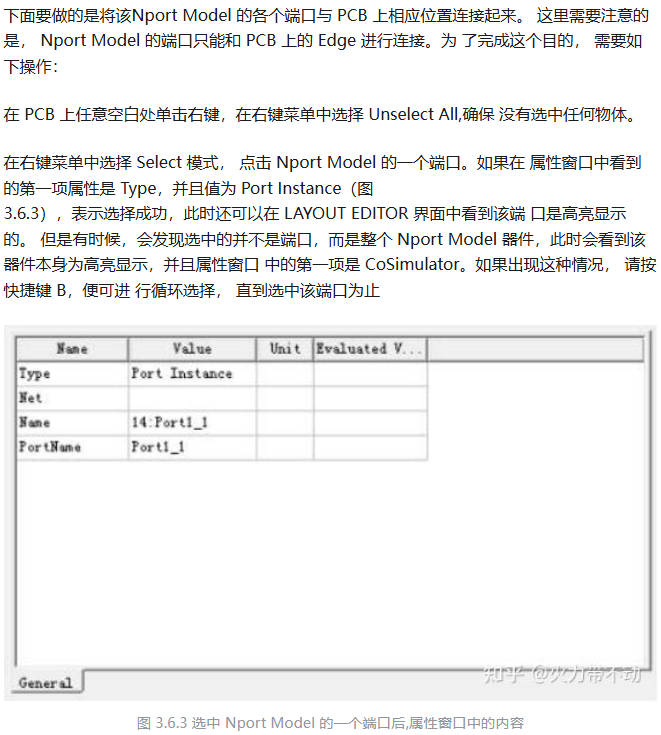 下面要做的是将该Nport Model 的各个端口与 PCB 上相应位置连接起来。 这里需要注意的
是， Nport Model 的端口只能和 PCB 上的 Edge 进行连接。为 了完成这个目的， 需要如
下操作：
在 PCB 上任意空白处单击右键，在右键菜单中选择 Unselect All,确保 没有选中任何物体。
在右键菜单中选择 Select 模式， 点击 Nport Model 的一个端口。如果在 属性窗口中看到
的第一项属性是 Type，并且值为 Port Instance（图
3.6.3），表示选择成功，此时还可以在 LAYOUT EDITOR 界面中看到该端 口是高亮显示
的。 但是有时候，会发现选中的并不是端口，而是整个 Nport Model 器件，此时会看到该
器件本身为高亮显示，并且属性窗口 中的第一项是 CoSimulator。如果出现这种情况， 请按
快捷键 B，便可进 行循环选择， 直到选中该端口为止
Name Value Unit Evaluated V...
Type Port Instance
Net
Name 14:Port1_1
PortName Port1_1
General
知乎 @火力带不动
图 3.6.3 选中 Nport Model 的一个端口后,属性窗口中的内容